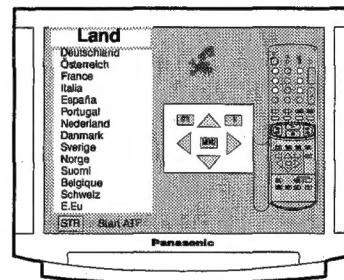 Land
Deutschland
Österreich
France
Italia
España
Portugal
Nederland
Danmark
Sverige
Norge
Suomi
Belgique
Schweiz
E.Eu
STR Start ATP
Panasonic